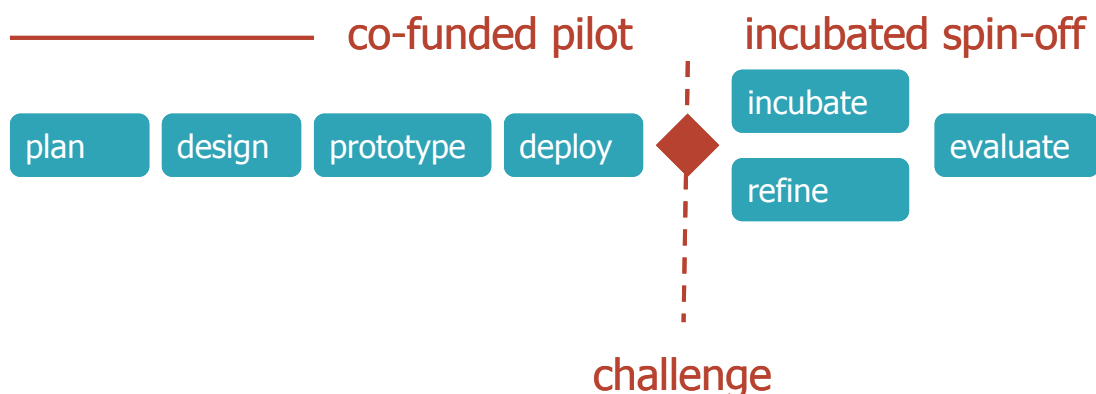 co-funded pilot
incubated spin-off
plan
design
prototype
deploy
incubate
refine
evaluate
challenge